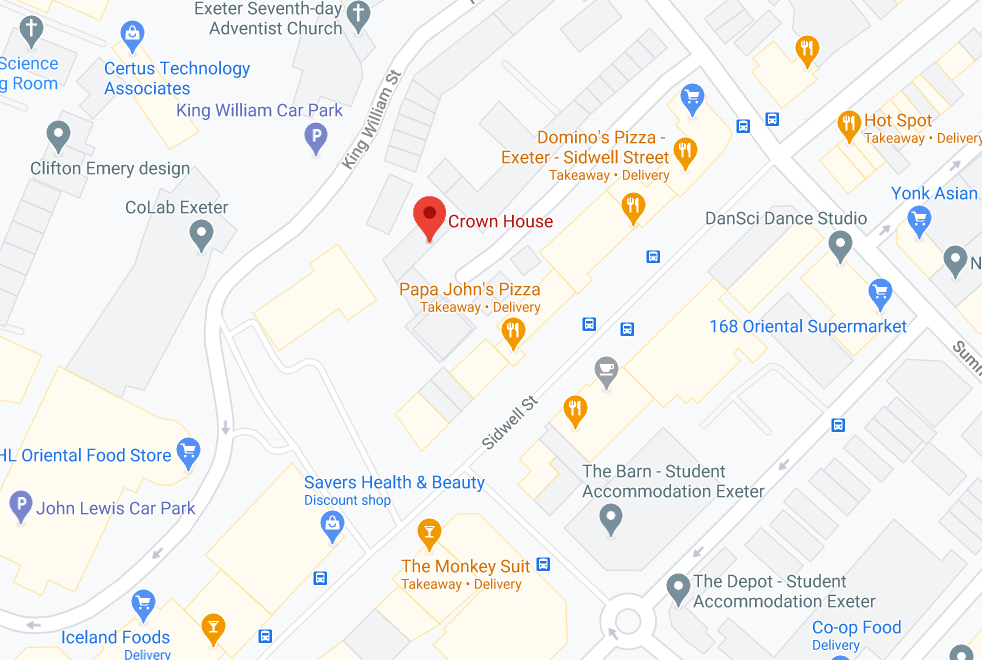 Exeter Seventh-day
Adventist Church
Science
g Room
Certus Technology
Associates
King William Car Park
P
King William St
Clifton Emery design
CoLab Exeter
Domino's Pizza -
Exeter - Sidwell Street
Takeaway • Delivery
Hot Spot
Takeaway • Delivery
Yonk Asian
Crown House
DanSci Dance Studio
N
Papa John's Pizza
Takeaway • Delivery
168 Oriental Supermarket
Summ
Sidwell St
HL Oriental Food Store
P
John Lewis Car Park
Savers Health & Beauty
Discount shop
The Barn - Student
Accommodation Exeter
The Monkey Suit
Takeaway • Delivery
The Depot - Student
Accommodation Exeter
Iceland Foods
Delivery
Co-op Food
Delivery